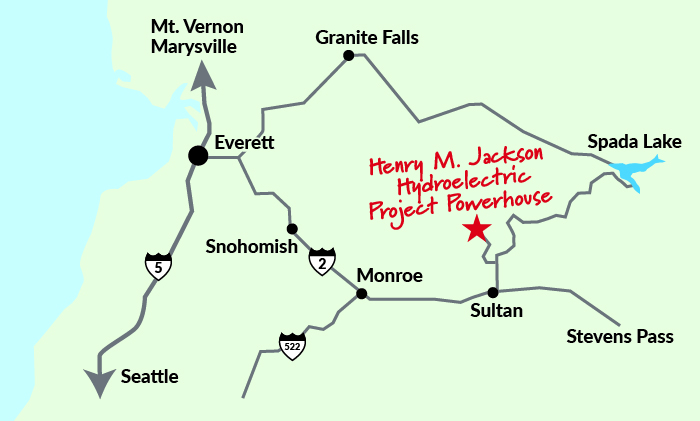 Mt. Vernon
Marysville
Granite Falls
Everett
Spada Lake
Henry M. Jackson
Hydroelectric
Project Powerhouse
Snohomish
2
5
Monroe
Sultan
Stevens Pass
522
Seattle